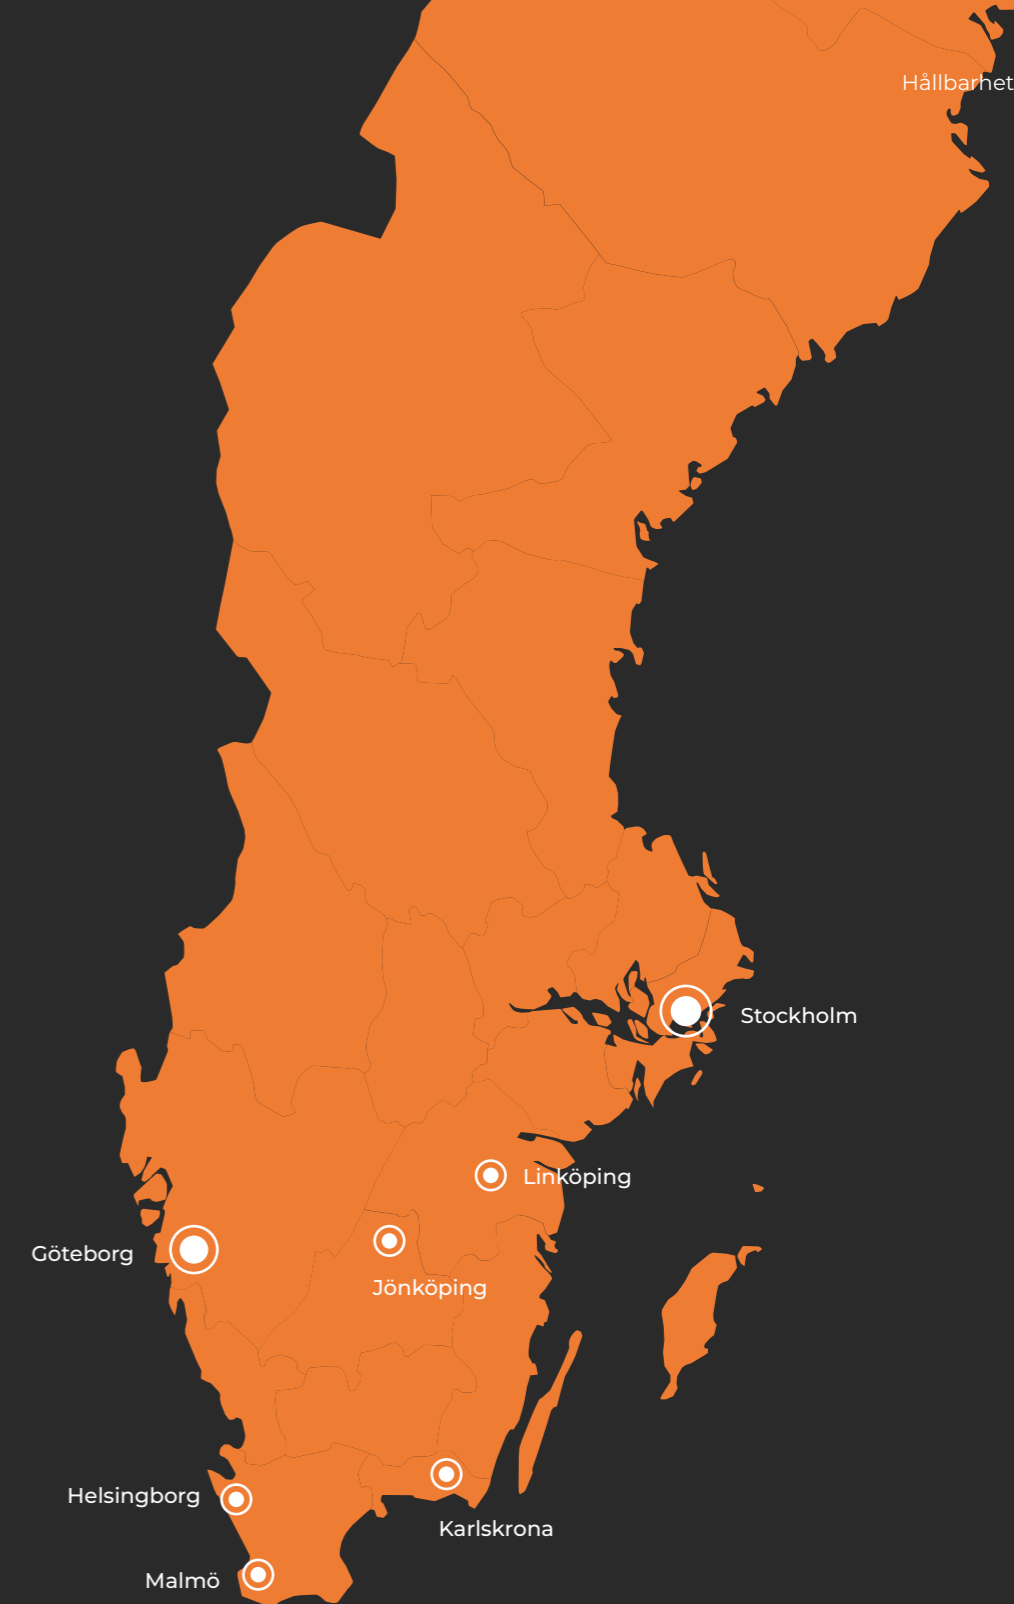 Hållbarhet
Stockholm
Linköping
Göteborg
Jönköping
Helsingborg
Karlskrona
Malmö